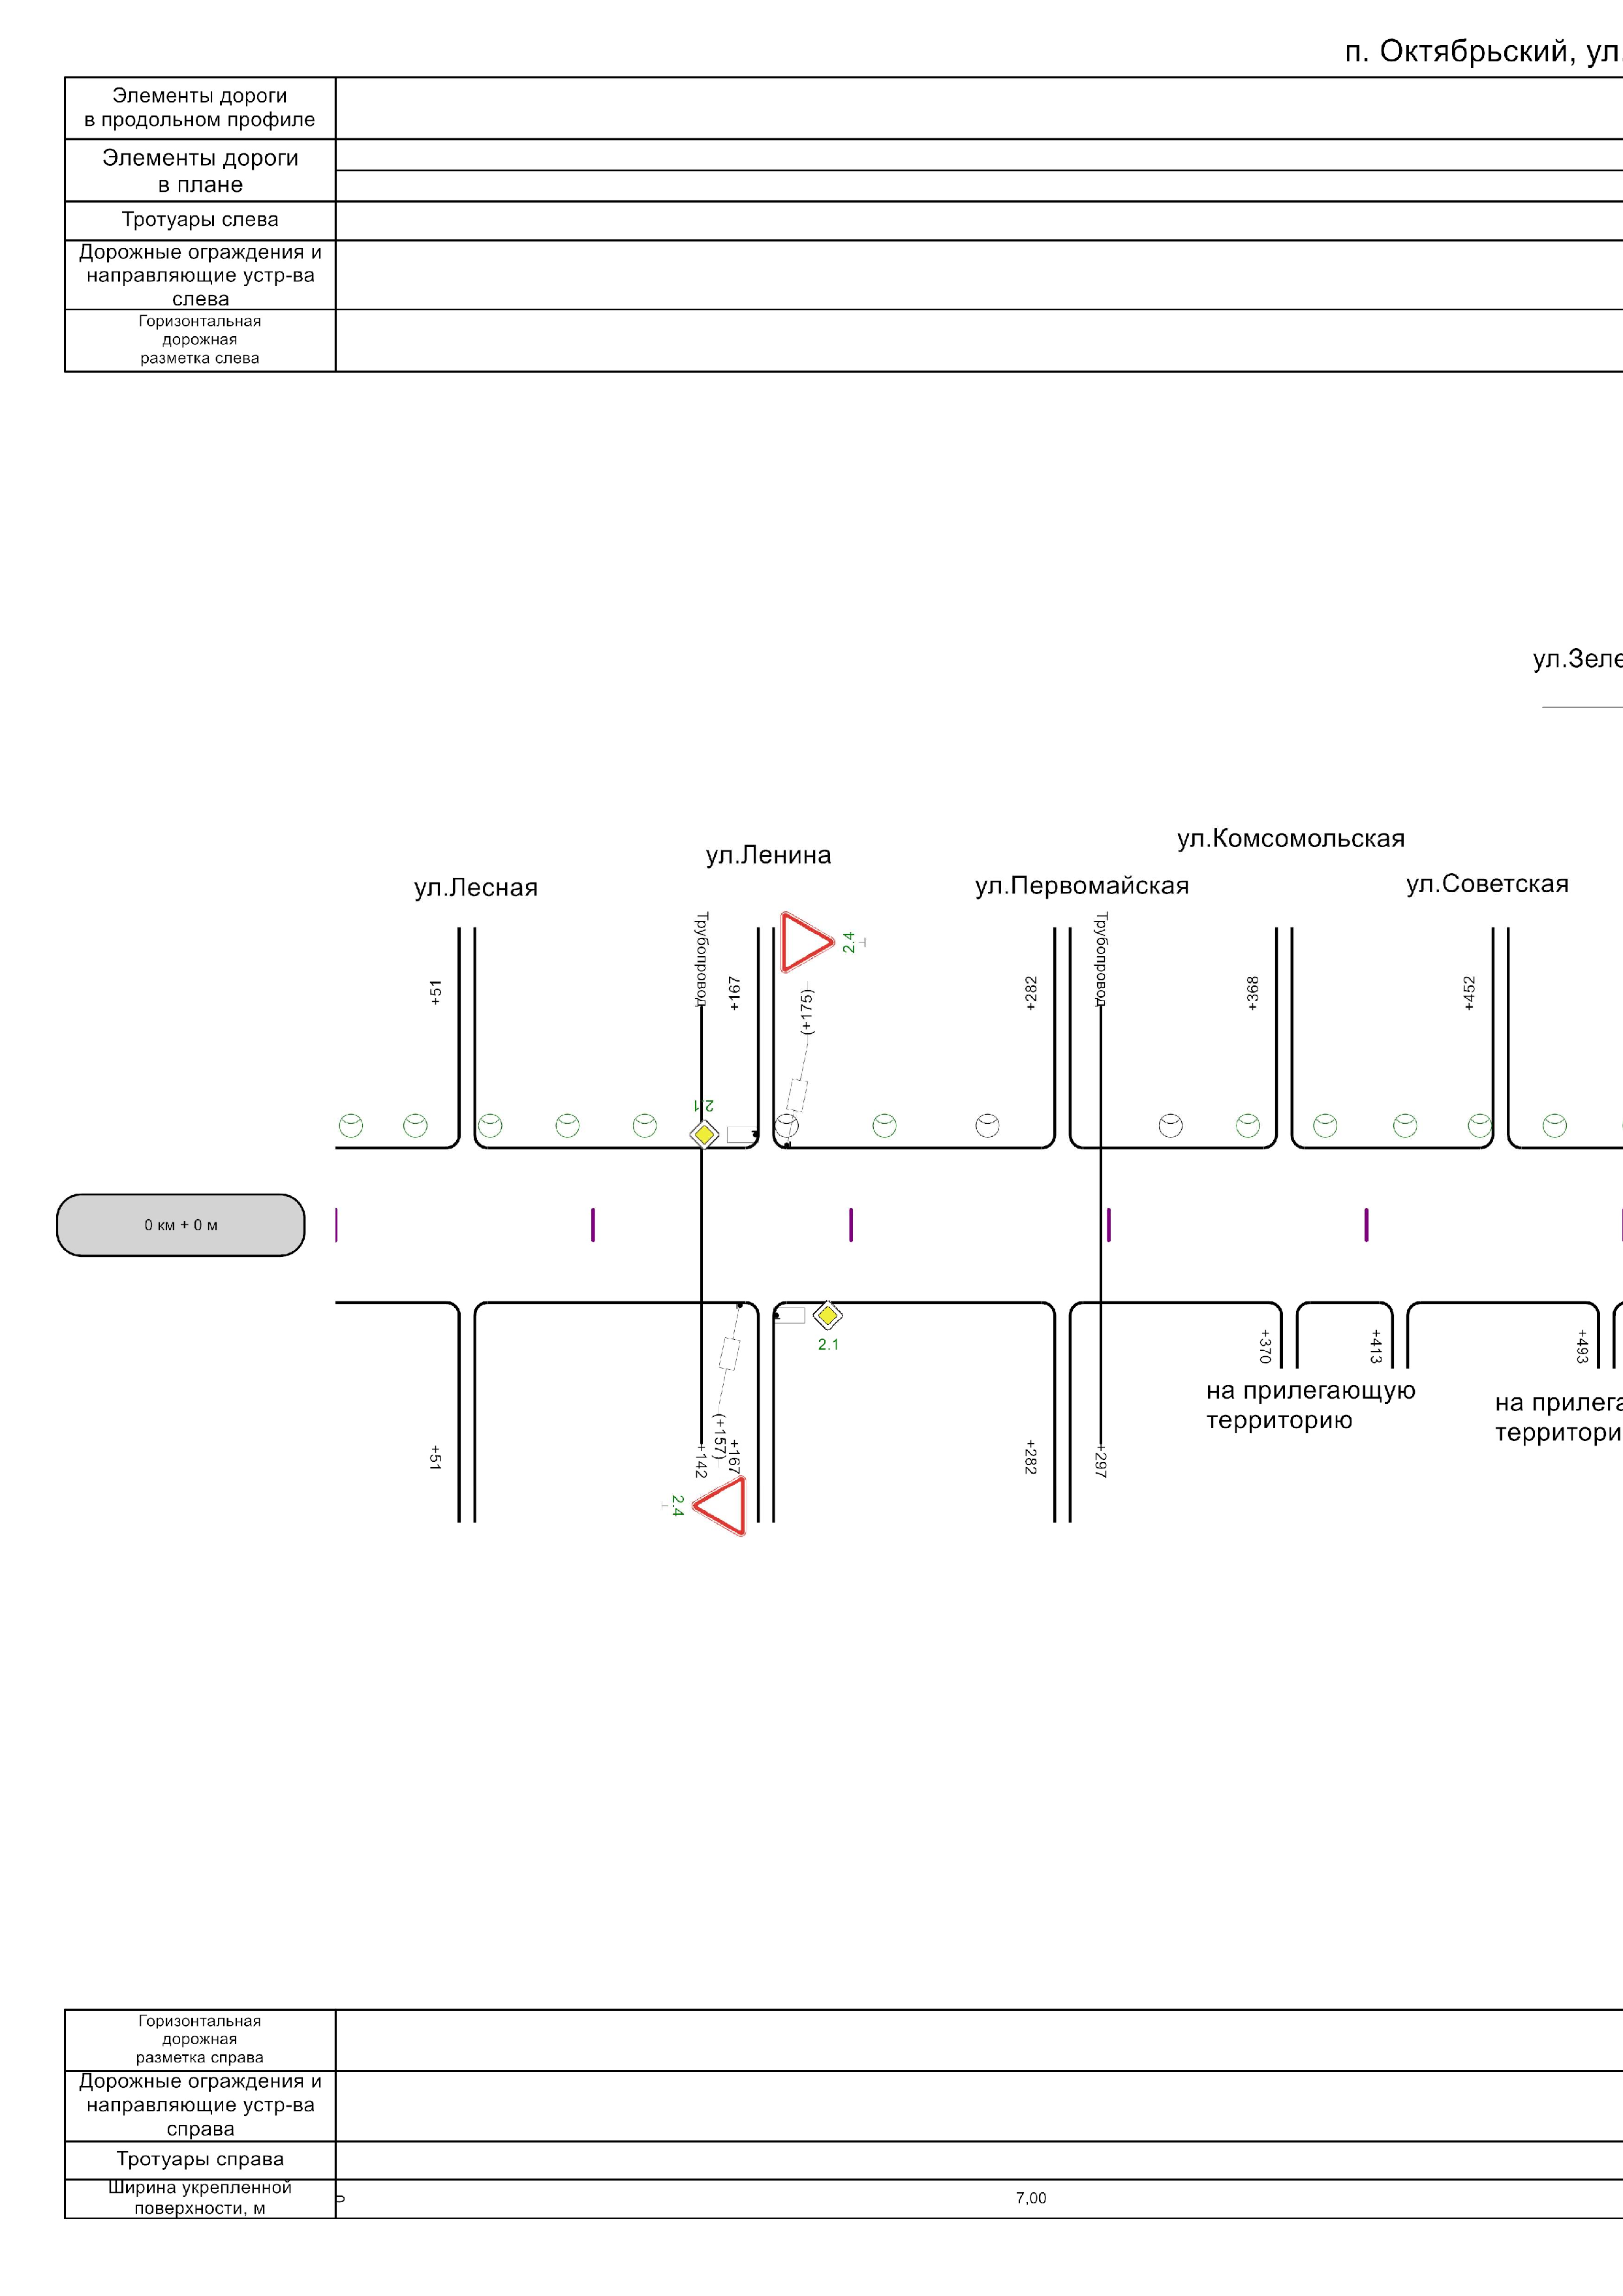 п. Октябрьский, ул.
Элементы дороги
в продольном профиле
Элементы дороги
в плане
Тротуары слева
Дорожные ограждения и
направляющие устр-ва
слева
Горизонтальная
дорожная
разметка слева
ул.Зеле
ул.Комсомольская
ул.Ленина
ул.Лесная
ул.Первомайская
ул.Советская
Трубопровод
Трубопровод
2.4
+51
+167
(+175)
+282
+368
+452
2.1
0 км + 0 м
2.1
+370
+413
+493
на прилегающую
территорию
на прилега
территори
+51
+142
(+157)
+167
+282
+297
2.4
Горизонтальная
дорожная
разметка справа
Дорожные ограждения и
направляющие устр-ва
справа
Тротуары справа
Ширина укрепленной
поверхности, м
7,00